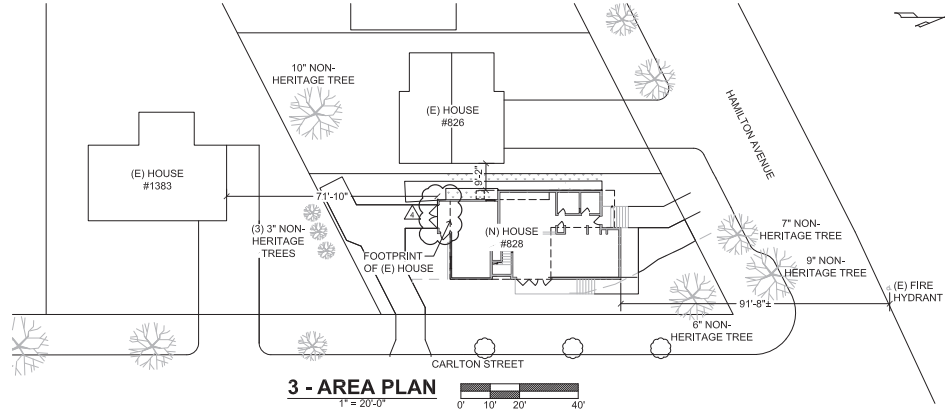 10" NON-
HERITAGE TREE
(E) HOUSE
#826
HAMILTON AVENUE
(E) HOUSE
#1383
71'-10"
9'-2"
4
(3) 3" NON-
HERITAGE
TREES
FOOTPRINT
OF (E) HOUSE
(N) HOUSE
#828
7" NON-
HERITAGE TREE
9" NON-
HERITAGE TREE
(E) FIRE
HYDRANT
91'-8"±
6" NON-
HERITAGE TREE
CARLTON STREET
3 - AREA PLAN
1" = 20'-0"
0' 10' 20' 40'